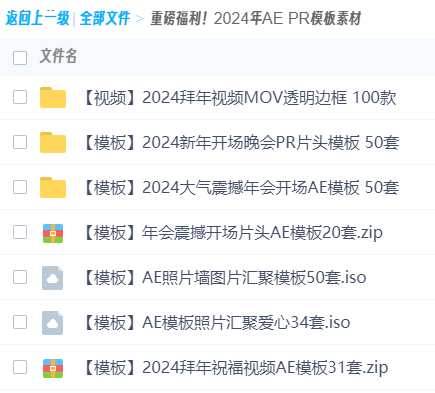 返回上一级 | 全部文件 > 重磅福利！2024年AE PR模板素材
文件名
【视频】2024拜年视频MOV透明边框 100款
【模板】2024新年开场晚会PR片头模板 50套
【模板】2024大气震撼年会开场AE模板 50套
【模板】年会震撼开场片头AE模板20套.zip
【模板】AE照片墙图片汇聚模板50套.iso
【模板】AE模板照片汇聚爱心34套.iso
【模板】2024拜年祝福视频AE模板31套.zip